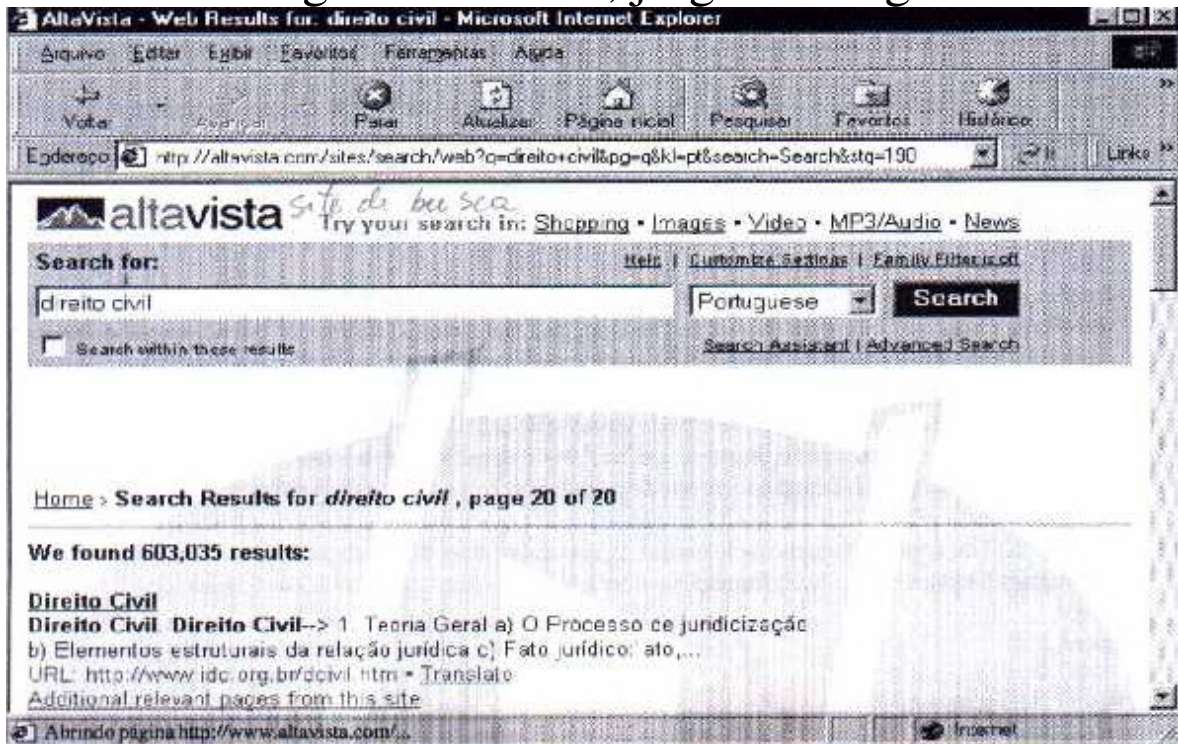 AltaVista - Web Results for: direito civil - Microsoft Internet Explorer
Arquivo Editar Exibir Favoritos Ferramentas Ajuda
Voltar Avançar Parar Atualizar Página inicial Pesquisar Favoritos Histórico
Endereço http://altavista.com/sites/search/web?q=direito+civil&pg=q&kl=pt&search=Search&stq=190 Ir Links
site de busca
altavista Try your search in: Shopping • Images • Video • MP3/Audio • News
Search for: Help | Customize Settings | Family Filter is off
direito civil Portuguese Search
Search within these results Search Assistant | Advanced Search
Home > Search Results for direito civil , page 20 of 20
We found 603,035 results:
Direito Civil
Direito Civil. Direito Civil--> 1. Teoria Geral a) O Processo de juridicização
b) Elementos estruturais da relação jurídica c) Fato jurídico: ato,...
URL: http://www.idc.org.br/dcivil.htm • Translate
Additional relevant pages from this site
Abrindo página http://www.altavista.com/... Internet